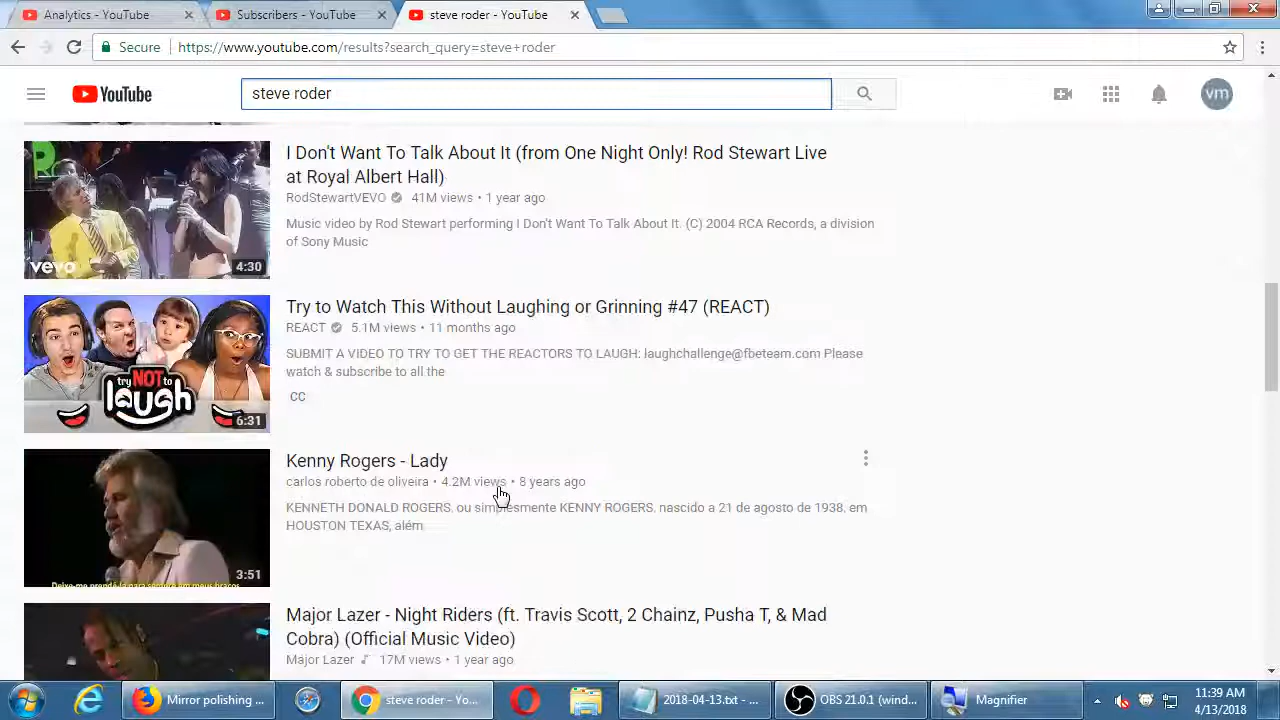 Analytics - YouTube
Subscribers - YouTube
steve roder - YouTube
Secure
https://www.youtube.com/results?search_query=steve+roder
YouTube
steve roder
vm
I Don't Want To Talk About It (from One Night Only! Rod Stewart Live
at Royal Albert Hall)
RodStewartVEVO 41M views • 1 year ago
Music video by Rod Stewart performing I Don't Want To Talk About It. (C) 2004 RCA Records, a division
of Sony Music
R
vevo
4:30
Try to Watch This Without Laughing or Grinning #47 (REACT)
REACT 5.1M views • 11 months ago
SUBMIT A VIDEO TO TRY TO GET THE REACTORS TO LAUGH: laughchallenge@fbeteam.com Please
watch & subscribe to all the
CC
try NOT to
laugh
6:31
Kenny Rogers - Lady
carlos roberto de oliveira • 4.2M views • 8 years ago
KENNETH DONALD ROGERS. ou simplesmente KENNY ROGERS. nascido a 21 de agosto de 1938. em
HOUSTON TEXAS, além
3:51
Deixe-me prendê-la para sempre em meus braços
Major Lazer - Night Riders (ft. Travis Scott, 2 Chainz, Pusha T, & Mad
Cobra) (Official Music Video)
Major Lazer 17M views • 1 year ago
Mirror polishing ...
steve roder - Yo...
2018-04-13.txt - ...
OBS 21.0.1 (wind...
Magnifier
11:39 AM
4/13/2018